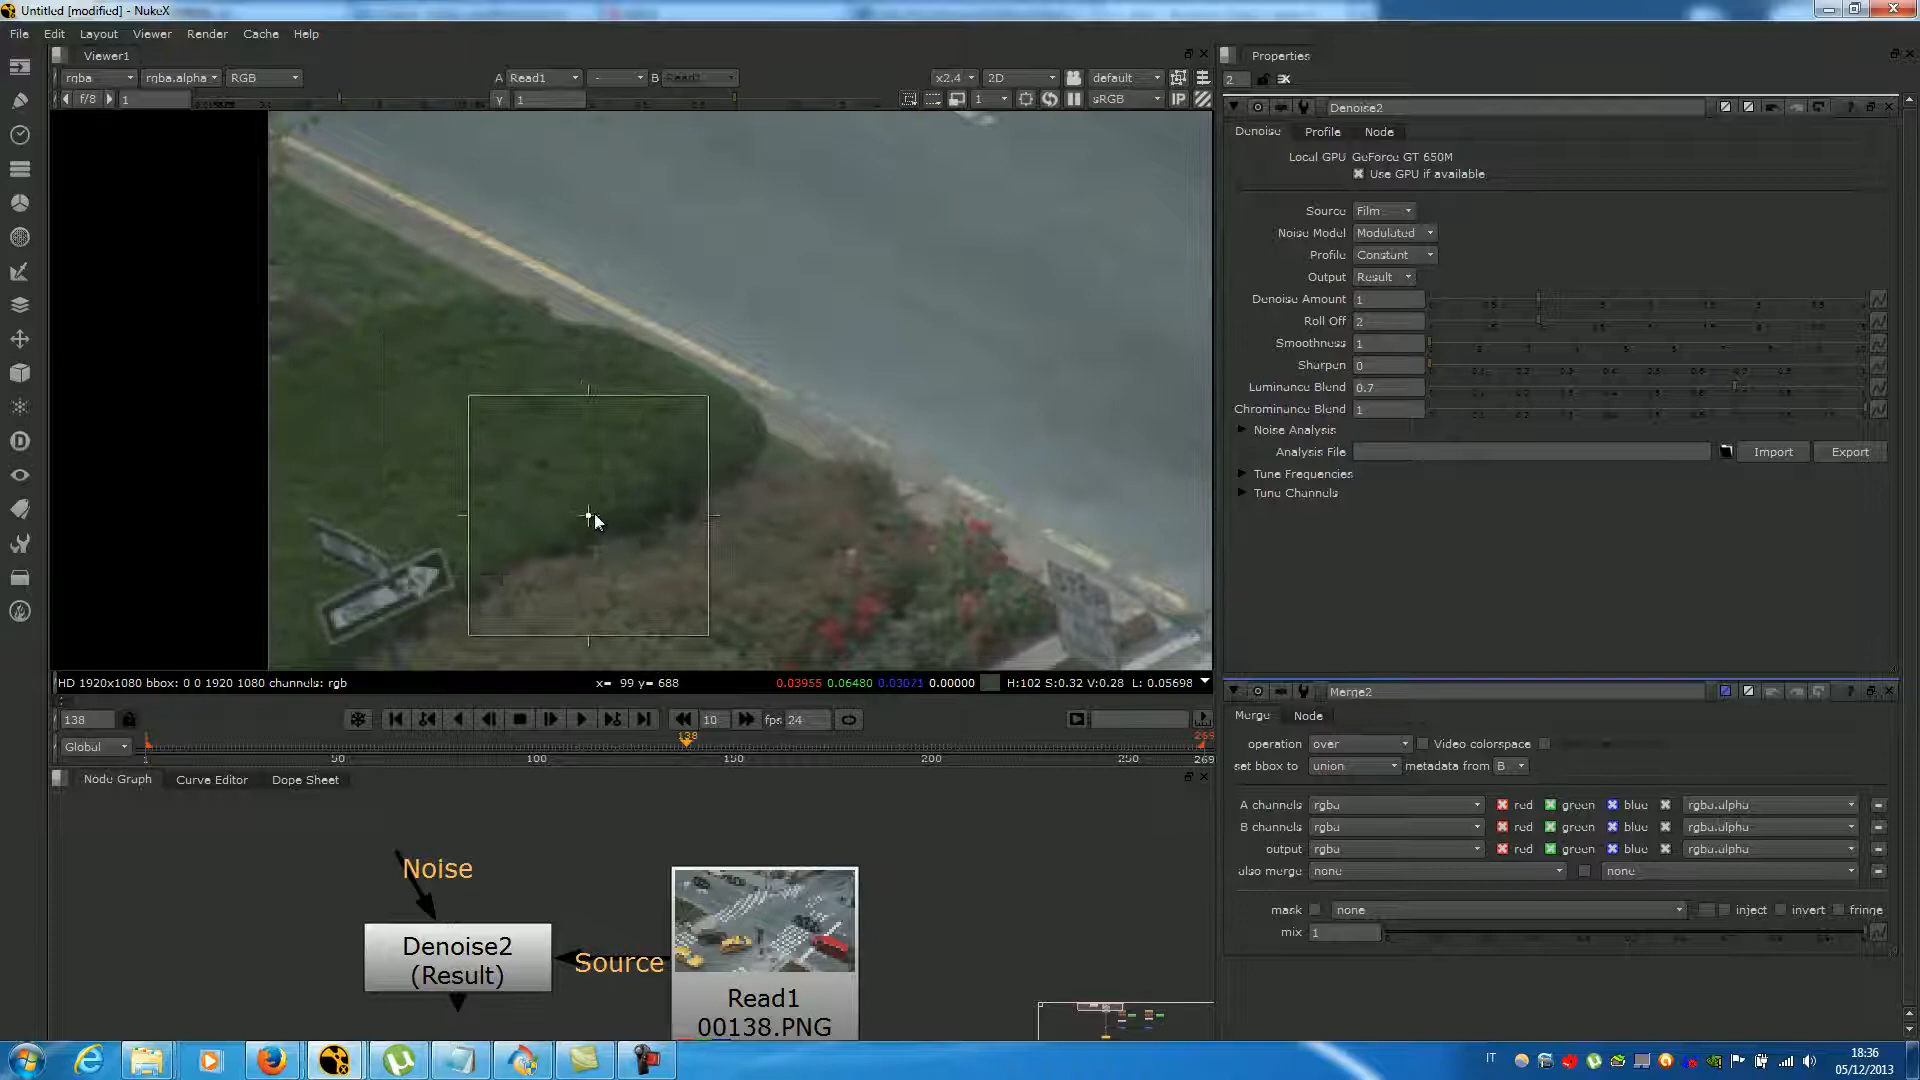 Untitled [modified] - NukeX
File Edit Layout Viewer Render Cache Help
Viewer1
rgba rgba.alpha RGB A Read1 - B Read1 x2.4 2D default
f/8 1 Y 1 1 sRGB IP
HD 1920x1080 bbox: 0 0 1920 1080 channels: rgb x= 99 y= 688 0.03955 0.06480 0.03071 0.00000 H:102 S:0.32 V:0.28 L: 0.05698
138 10 fps 24
Global 1 50 100 138 150 200 250 269 269
Node Graph Curve Editor Dope Sheet
Noise
Denoise2
(Result)
Source
Read1
00138.PNG
Properties
2
Denoise2
Denoise Profile Node
Local GPU GeForce GT 650M
Use GPU if available
Source Film
Noise Model Modulated
Profile Constant
Output Result
Denoise Amount 1
Roll Off 2
Smoothness 1
Sharpen 0
Luminance Blend 0.7
Chrominance Blend 1
Noise Analysis
Analysis File Import Export
Tune Frequencies
Tune Channels
Merge2
Merge Node
operation over Video colorspace
set bbox to union metadata from B
A channels rgba red green blue rgba.alpha
B channels rgba red green blue rgba.alpha
output rgba red green blue rgba.alpha
also merge none none
mask none inject invert fringe
mix 1
IT 18:36
05/12/2013